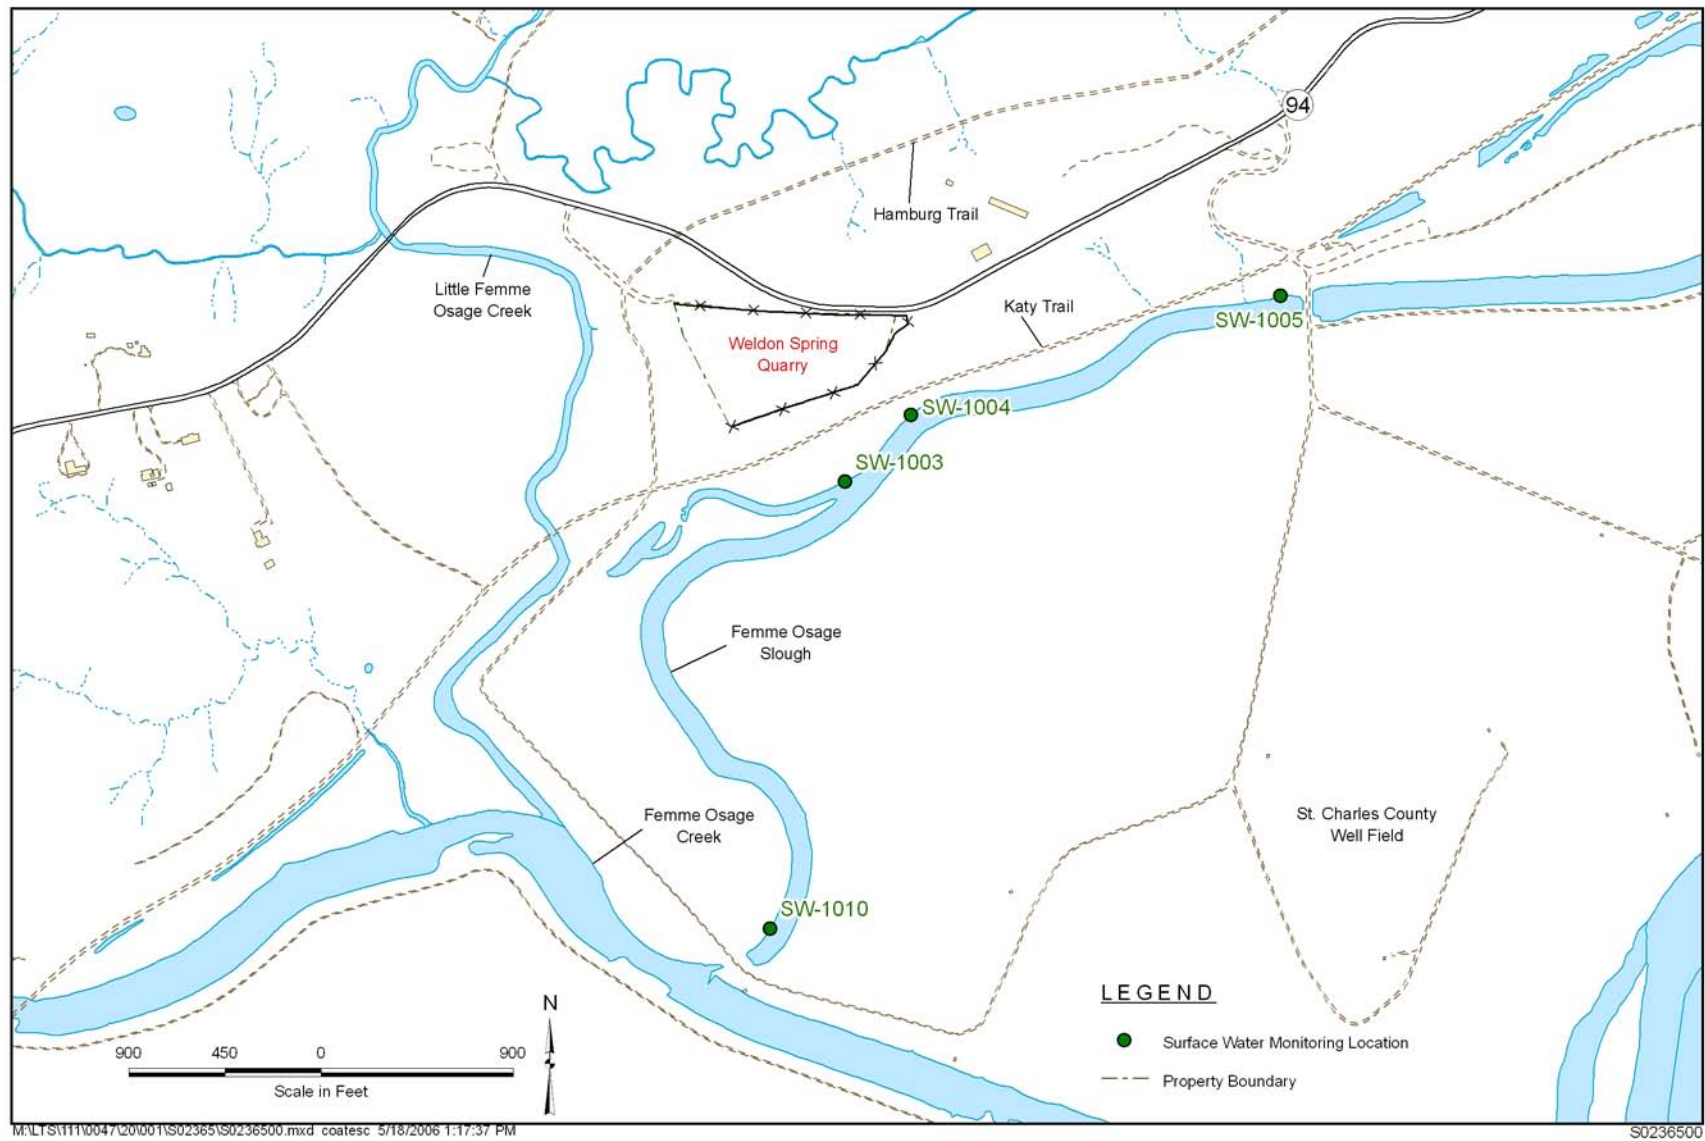 94
Hamburg Trail
Little Femme
Osage Creek
Katy Trail
SW-1005
Weldon Spring
Quarry
SW-1004
SW-1003
Femme Osage
Slough
Femme Osage
Creek
St. Charles County
Well Field
SW-1010
LEGEND
Surface Water Monitoring Location
Property Boundary
N
900 450 0 900
Scale in Feet
M:\LTS\111\0047\20\001\S02365\S0236500.mxd coatesc 5/18/2006 1:17:37 PM
S0236500